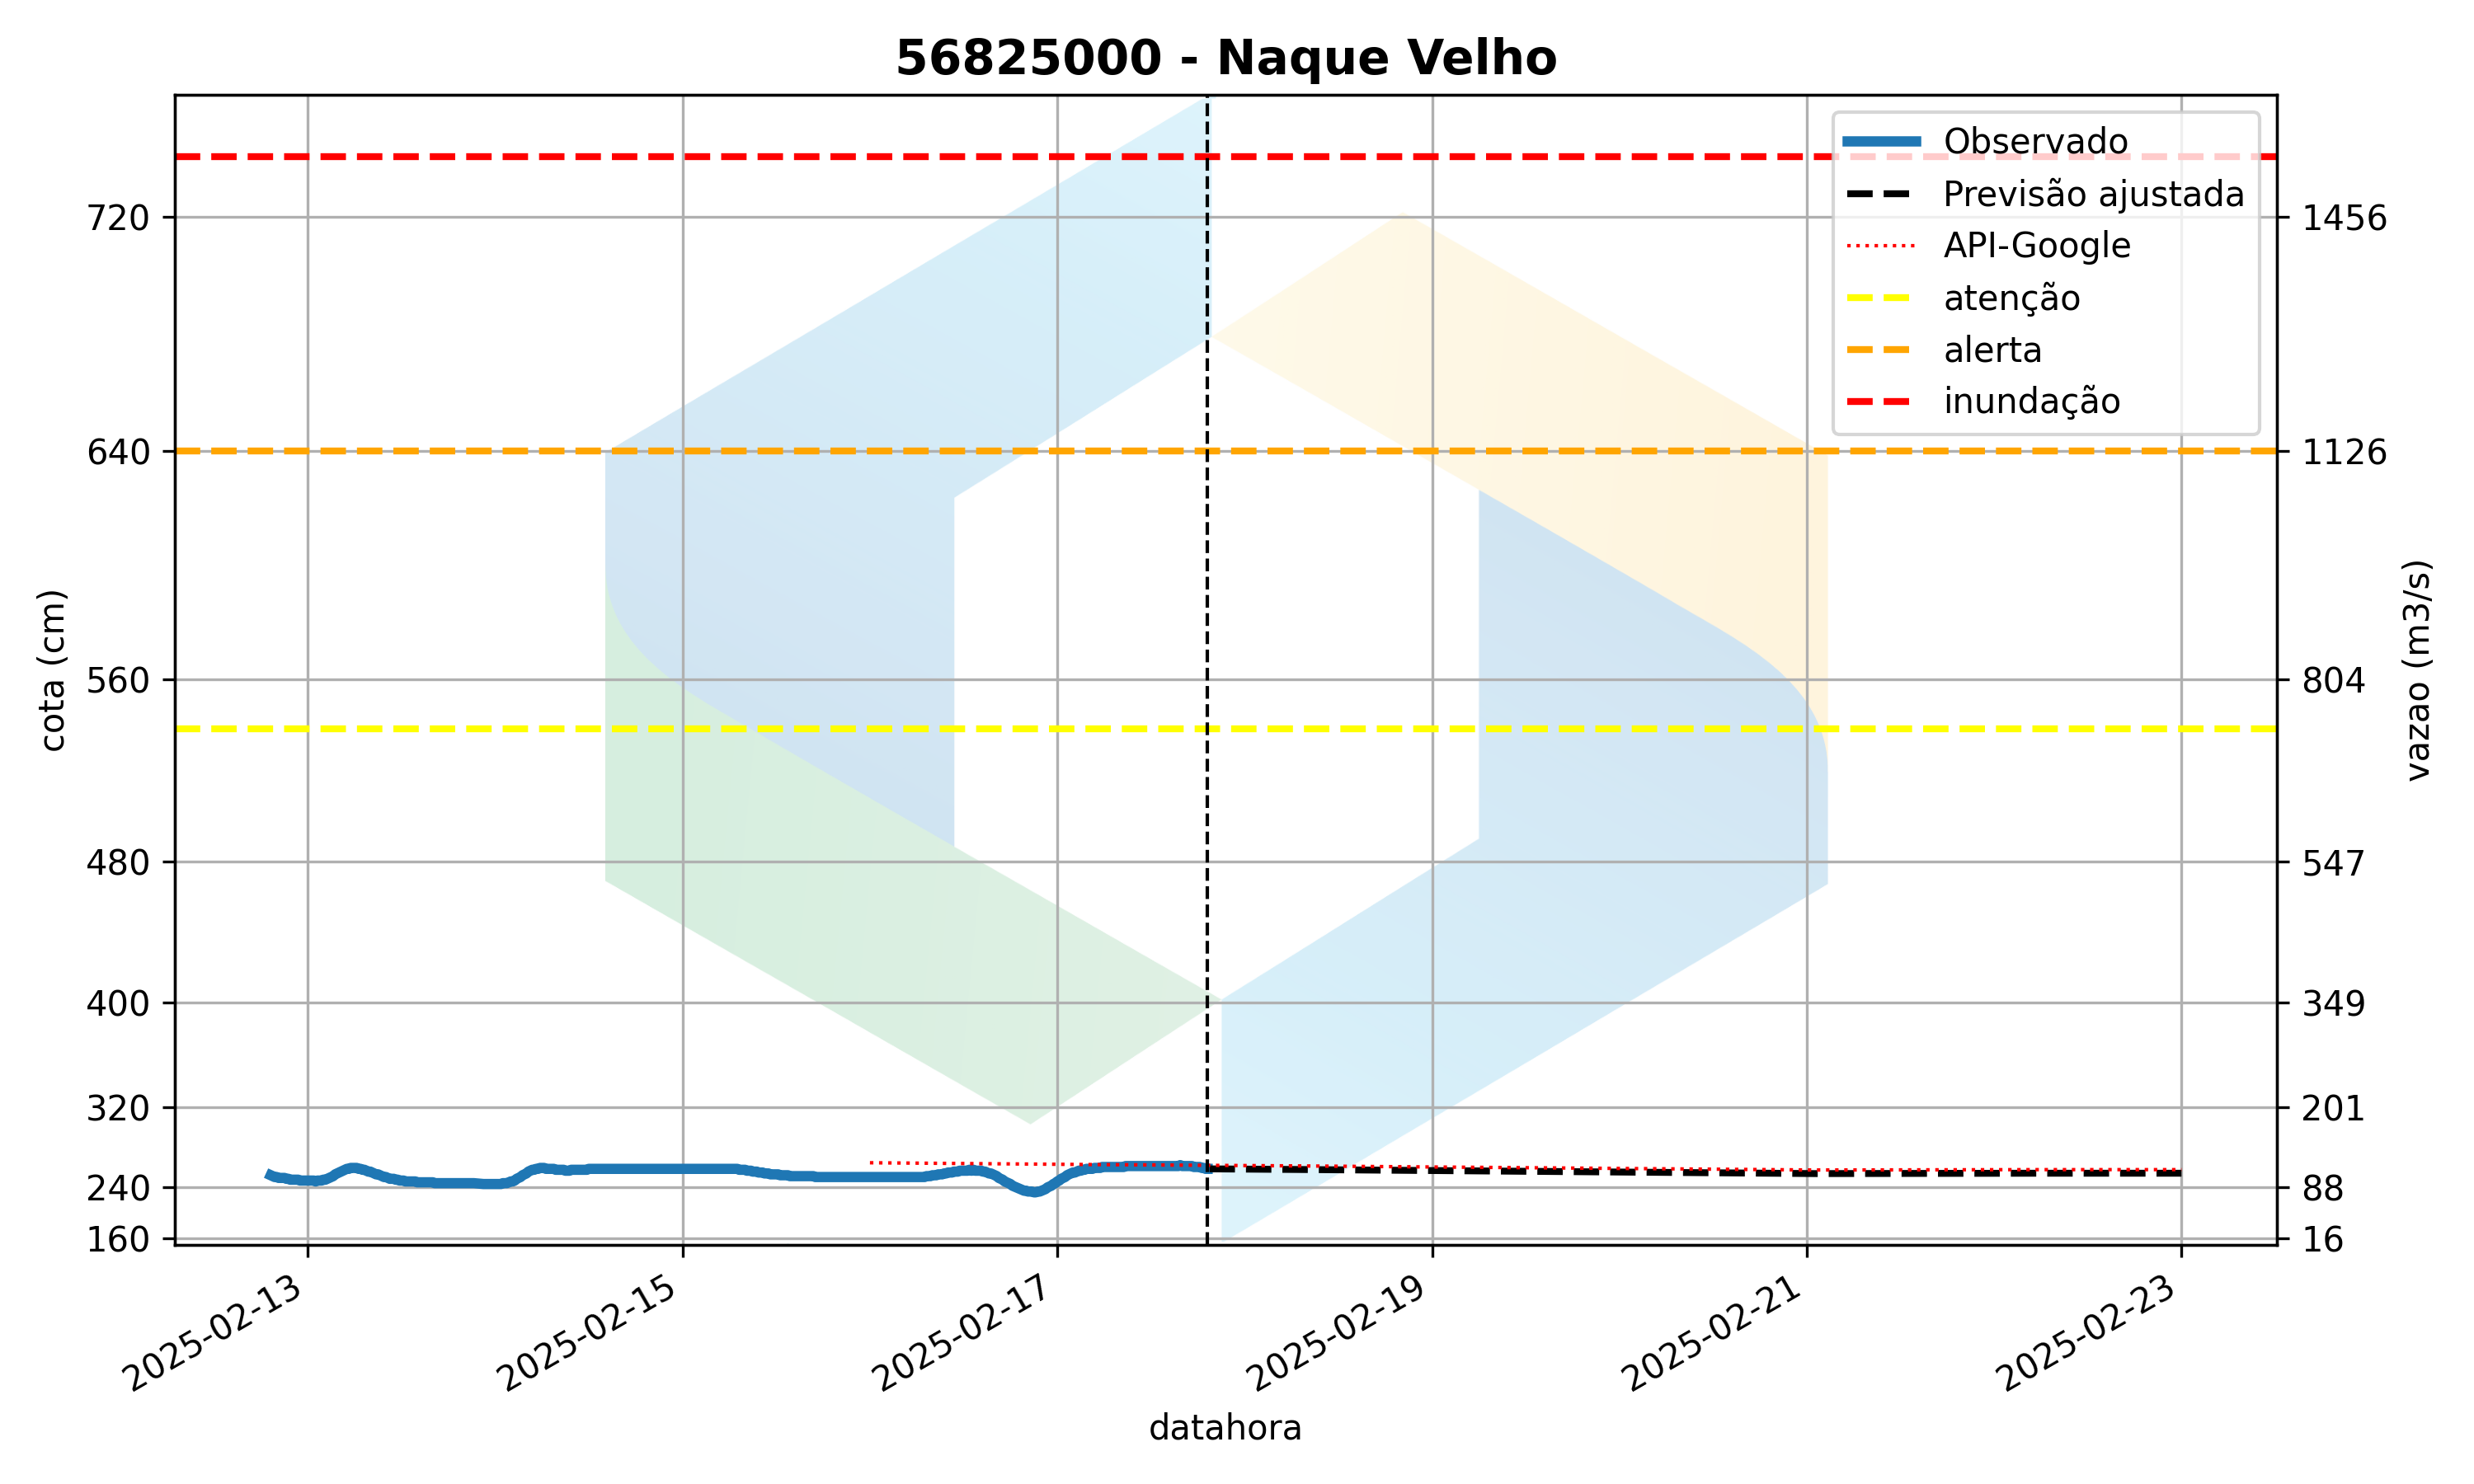 56825000 - Naque Velho
Observado
Previsão ajustada
API-Google
atenção
alerta
inundação
cota (cm)
720
640
560
480
400
320
240
160
1456
1126
804
547
349
201
88
16
vazao (m3/s)
2025-02-13
2025-02-15
2025-02-17
2025-02-19
2025-02-21
2025-02-23
datahora